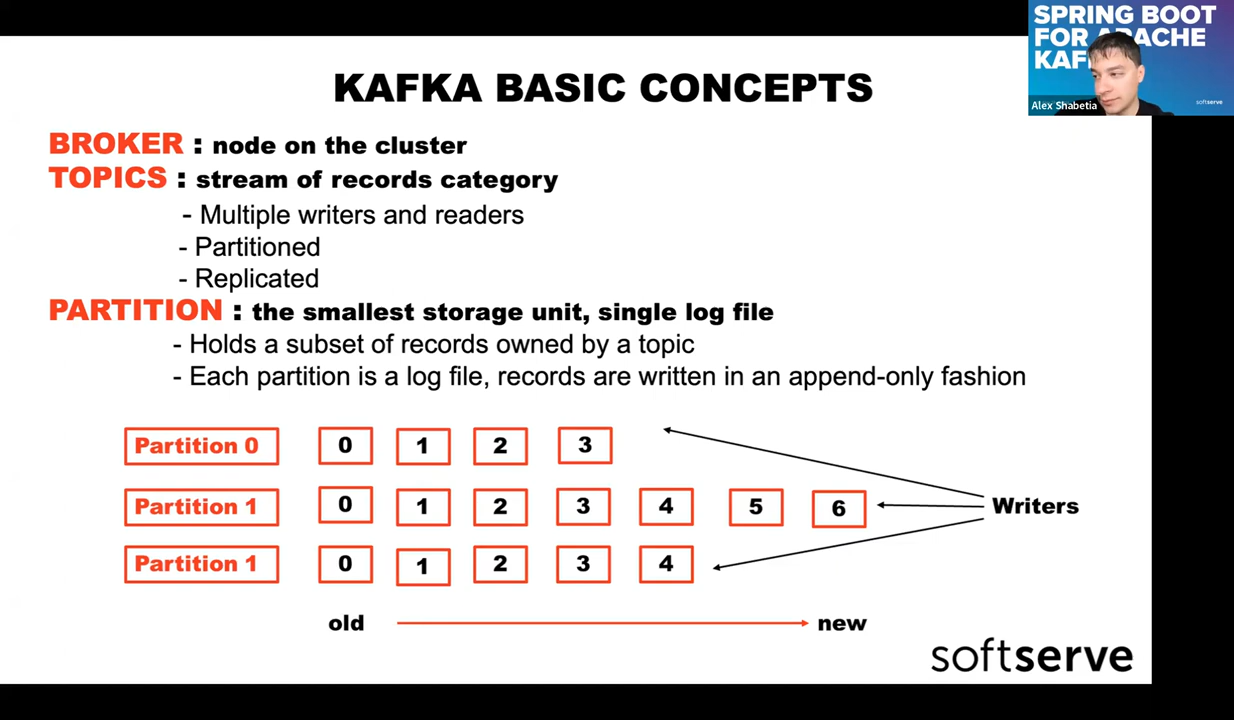 SPRING BOOT
FOR APACHE
KAF
Alex Shabetia
softserve
KAFKA BASIC CONCEPTS
BROKER : node on the cluster
TOPICS : stream of records category
- Multiple writers and readers
- Partitioned
- Replicated
PARTITION : the smallest storage unit, single log file
- Holds a subset of records owned by a topic
- Each partition is a log file, records are written in an append-only fashion
Partition 0 0 1 2 3
Partition 1 0 1 2 3 4 5 6 Writers
Partition 1 0 1 2 3 4
old new
softserve